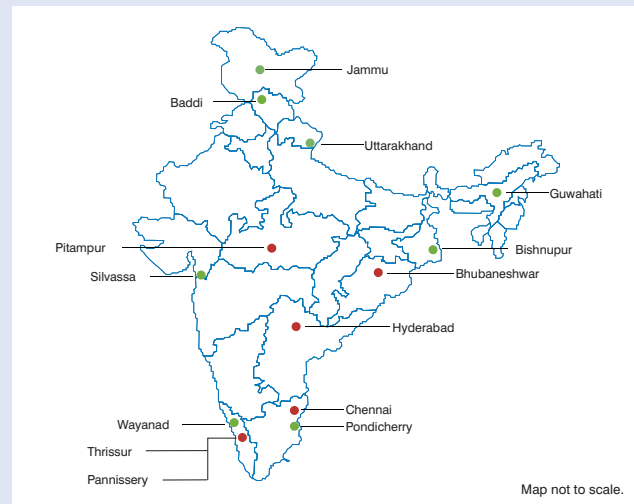 Jammu
Baddi
Uttarakhand
Guwahati
Pitampur
Bishnupur
Silvassa
Bhubaneshwar
Hyderabad
Chennai
Wayanad
Pondicherry
Thrissur
Pannissery
Map not to scale.